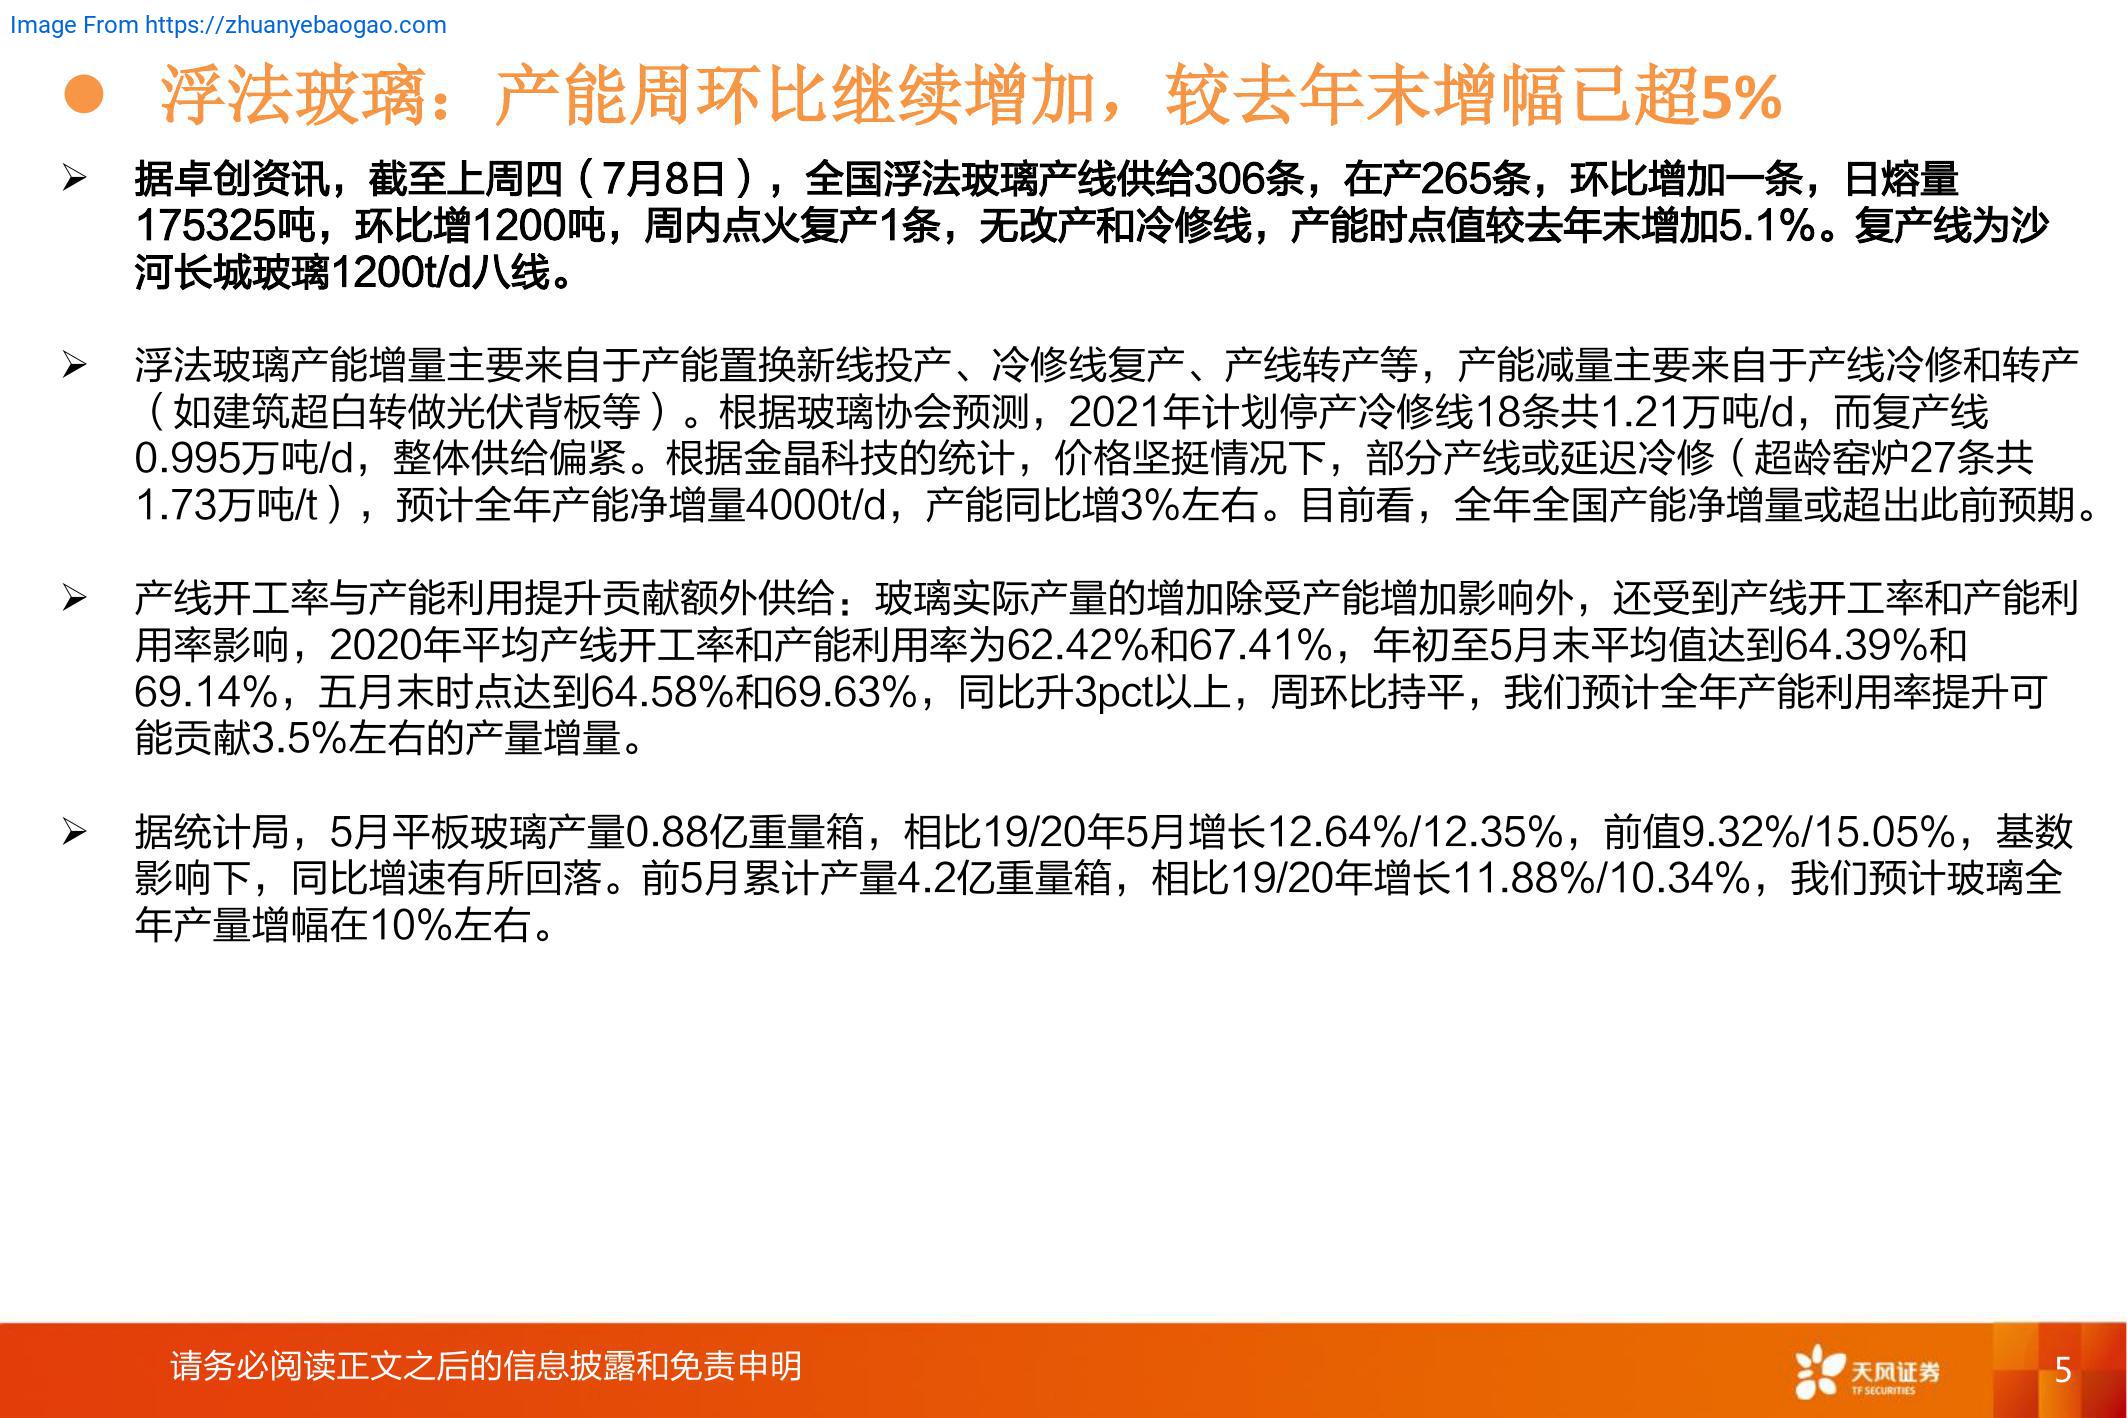 Image From https://zhuanyebaogao.com
● 浮法玻璃：产能周环比继续增加，较去年末增幅已超5%
➢ 据卓创资讯，截至上周四（7月8日），全国浮法玻璃产线供给306条，在产265条，环比增加一条，日熔量
175325吨，环比增1200吨，周内点火复产1条，无改产和冷修线，产能时点值较去年末增加5.1%。复产线为沙
河长城玻璃1200t/d八线。
➢ 浮法玻璃产能增量主要来自于产能置换新线投产、冷修线复产、产线转产等，产能减量主要来自于产线冷修和转产
（如建筑超白转做光伏背板等）。根据玻璃协会预测，2021年计划停产冷修线18条共1.21万吨/d，而复产线
0.995万吨/d，整体供给偏紧。根据金晶科技的统计，价格坚挺情况下，部分产线或延迟冷修（超龄窑炉27条共
1.73万吨/t），预计全年产能净增量4000t/d，产能同比增3%左右。目前看，全年全国产能净增量或超出此前预期。
➢ 产线开工率与产能利用提升贡献额外供给：玻璃实际产量的增加除受产能增加影响外，还受到产线开工率和产能利
用率影响，2020年平均产线开工率和产能利用率为62.42%和67.41%，年初至5月末平均值达到64.39%和
69.14%，五月末时点达到64.58%和69.63%，同比升3pct以上，周环比持平，我们预计全年产能利用率提升可
能贡献3.5%左右的产量增量。
➢ 据统计局，5月平板玻璃产量0.88亿重量箱，相比19/20年5月增长12.64%/12.35%，前值9.32%/15.05%，基数
影响下，同比增速有所回落。前5月累计产量4.2亿重量箱，相比19/20年增长11.88%/10.34%，我们预计玻璃全
年产量增幅在10%左右。
请务必阅读正文之后的信息披露和免责申明
天风证券
TF SECURITIES
5